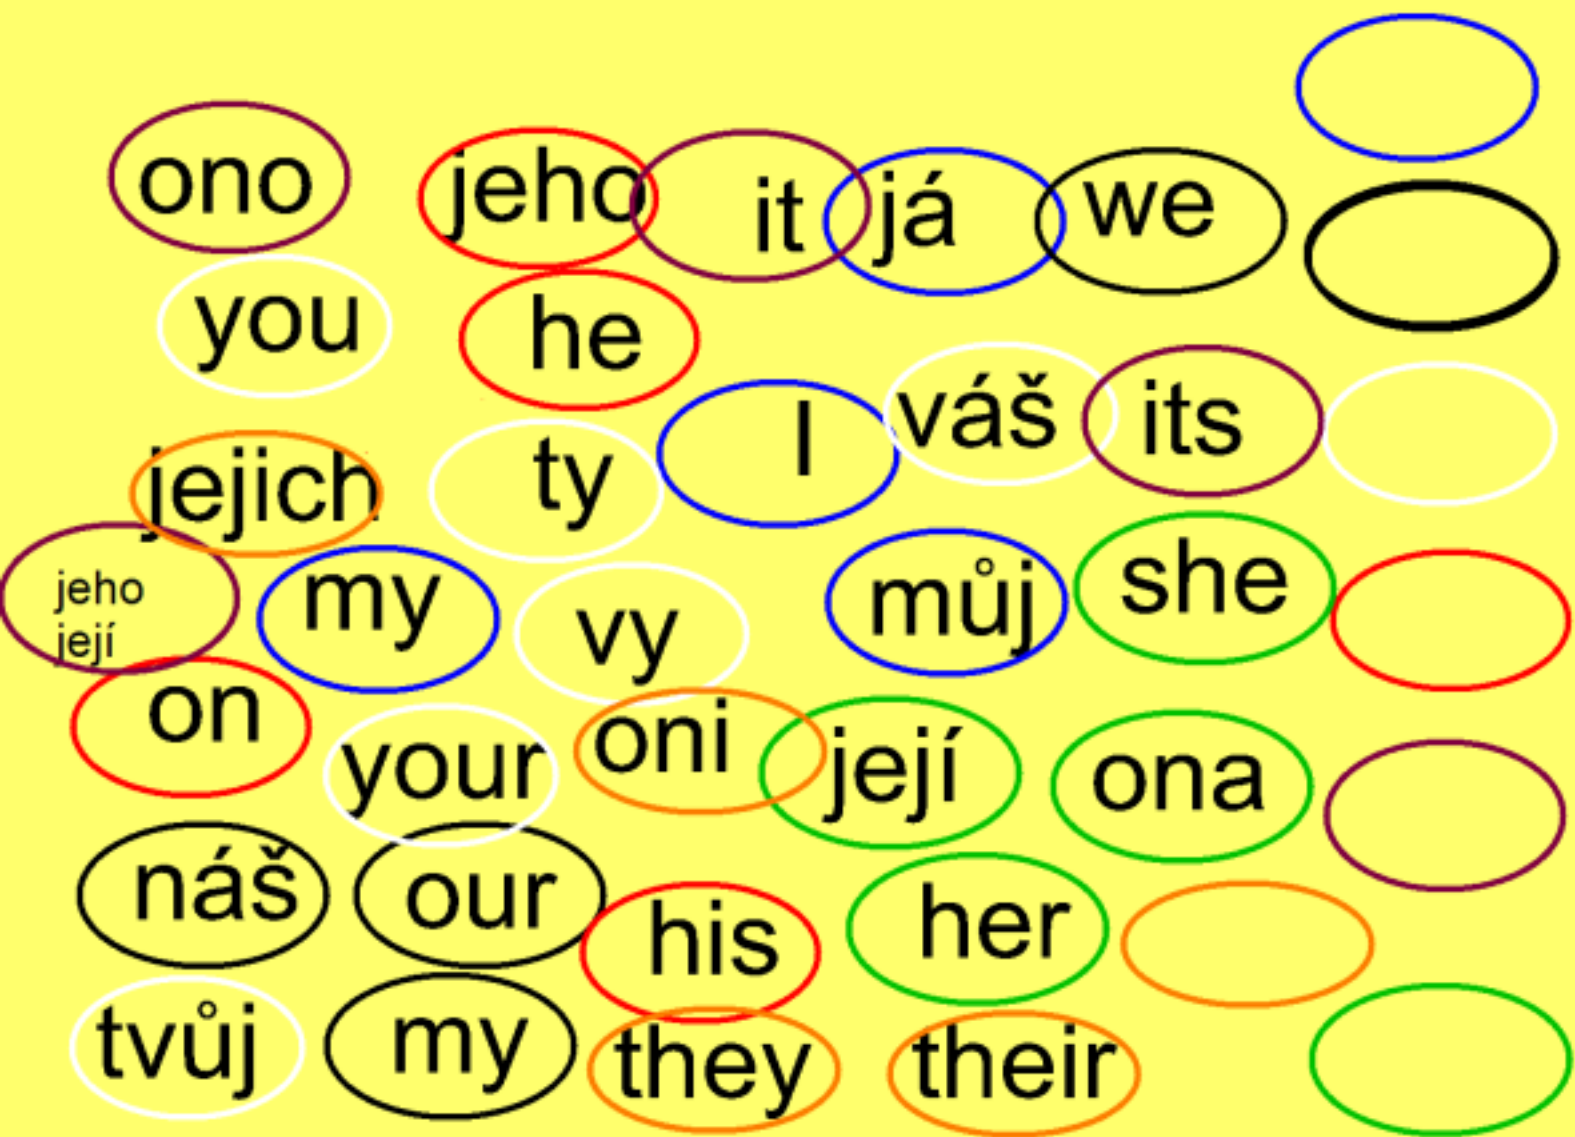 ono
jeho
it
já
we
you
he
váš
its
I
jejich
ty
she
můj
jeho
její
my
vy
on
oni
your
její
ona
náš
our
his
her
tvůj
my
they
their